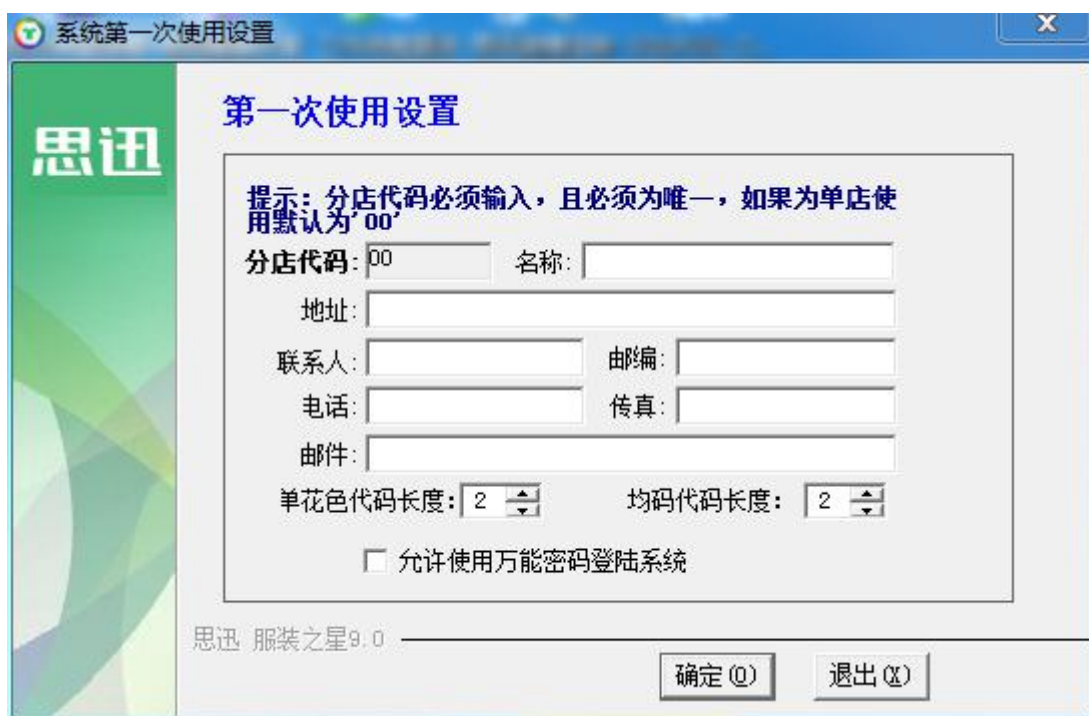 系统第一次使用设置
思迅
第一次使用设置
提示：分店代码必须输入，且必须为唯一，如果为单店使
用默认为'00'
分店代码: 00 名称:
地址:
联系人: 邮编:
电话: 传真:
邮件:
单花色代码长度: 2 均码代码长度: 2
允许使用万能密码登陆系统
思迅 服装之星9.0
确定(O) 退出(X)